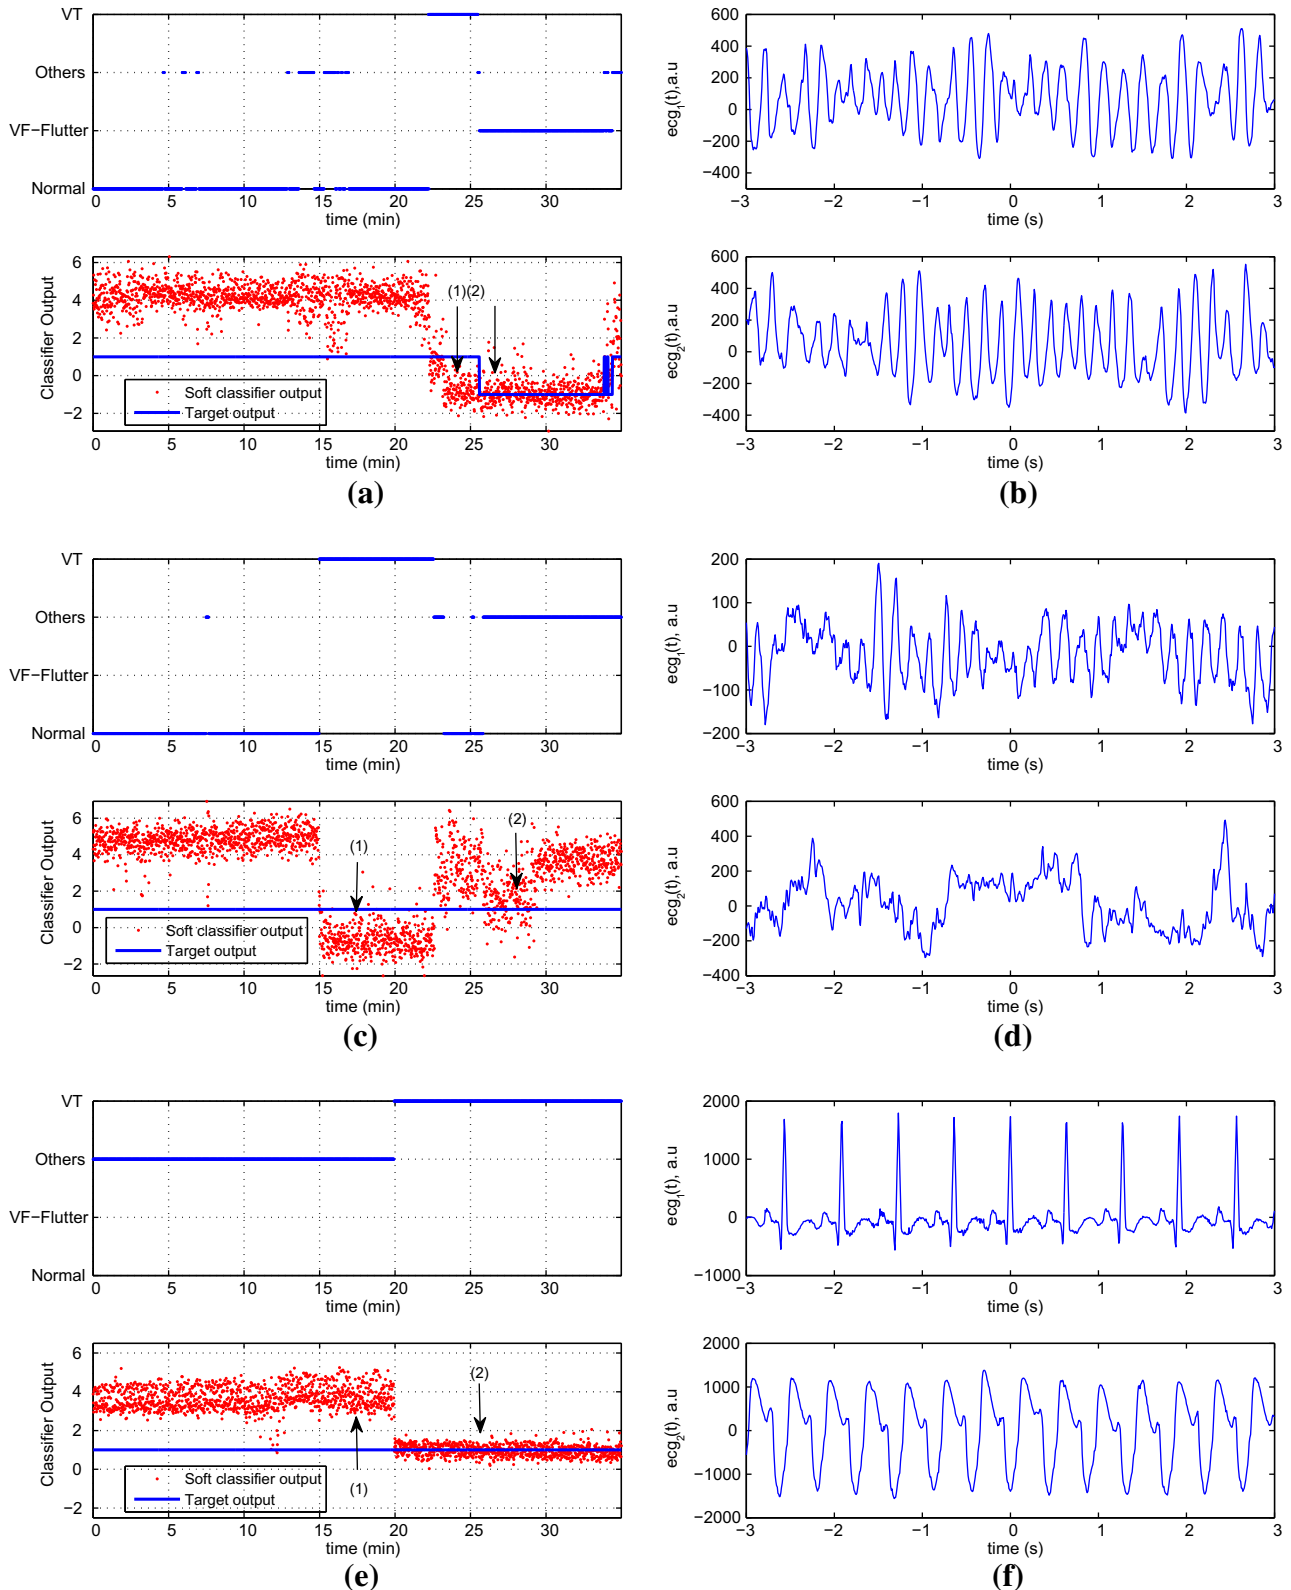 VT
Others
VF−Flutter
Normal
0 5 10 15 20 25 30
time (min)
6
4
2
0
−2
Classifier Output
(1)(2)
Soft classifier output
Target output
0 5 10 15 20 25 30
time (min)
(a)
600
400
200
0
−200
−400
ecg1(t),a.u
−3 −2 −1 0 1 2 3
time (s)
600
400
200
0
−200
−400
ecg2(t),a.u
−3 −2 −1 0 1 2 3
time (s)
(b)
VT
Others
VF−Flutter
Normal
0 5 10 15 20 25 30
time (min)
6
4
2
0
−2
Classifier Output
(1)
(2)
Soft classifier output
Target output
0 5 10 15 20 25 30
time (min)
(c)
200
100
0
−100
−200
ecg1(t), a.u
−3 −2 −1 0 1 2 3
time (s)
600
400
200
0
−200
−400
ecg2(t), a.u
−3 −2 −1 0 1 2 3
time (s)
(d)
VT
Others
VF−Flutter
Normal
0 5 10 15 20 25 30
time (min)
6
4
2
0
−2
Classifier Output
(2)
(1)
Soft classifier output
Target output
0 5 10 15 20 25 30
time (min)
(e)
2000
1000
0
−1000
ecg1(t), a.u
−3 −2 −1 0 1 2 3
time (s)
2000
1000
0
−1000
−2000
ecg2(t), a.u
−3 −2 −1 0 1 2 3
time (s)
(f)